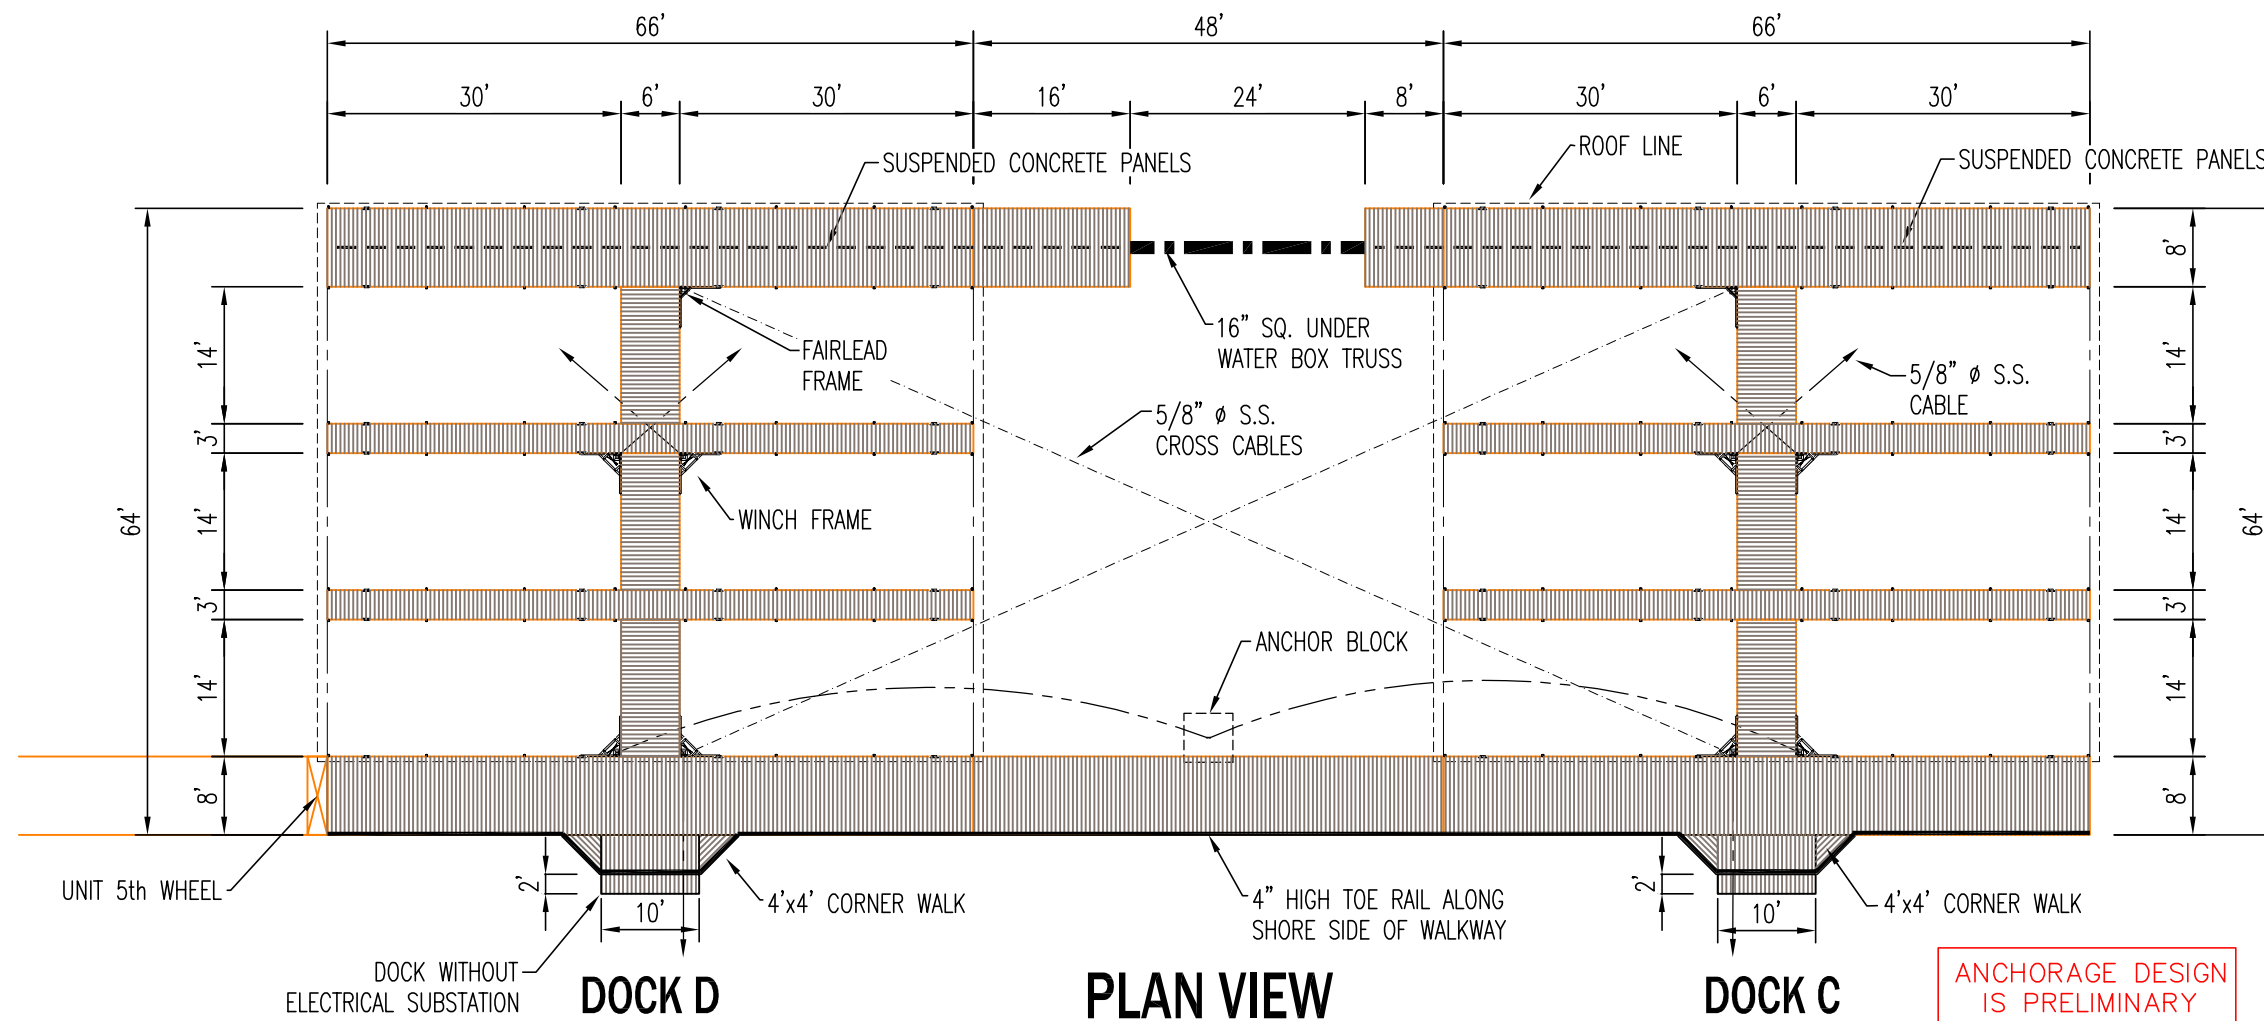 66'
48'
66'
30'
6'
30'
16'
24'
8'
30'
6'
30'
ROOF LINE
SUSPENDED CONCRETE PANELS
SUSPENDED CONCRETE PANELS
8'
14'
FAIRLEAD
FRAME
16" SQ. UNDER
WATER BOX TRUSS
14'
5/8" ø S.S.
CABLE
5/8" ø S.S.
CROSS CABLES
3'
3'
64'
14'
WINCH FRAME
14'
64'
3'
3'
ANCHOR BLOCK
14'
14'
8'
8'
UNIT 5th WHEEL
2'
10'
4'x4' CORNER WALK
4" HIGH TOE RAIL ALONG
SHORE SIDE OF WALKWAY
2'
10'
4'x4' CORNER WALK
DOCK WITHOUT
ELECTRICAL SUBSTATION
DOCK D
PLAN VIEW
DOCK C
ANCHORAGE DESIGN
IS PRELIMINARY